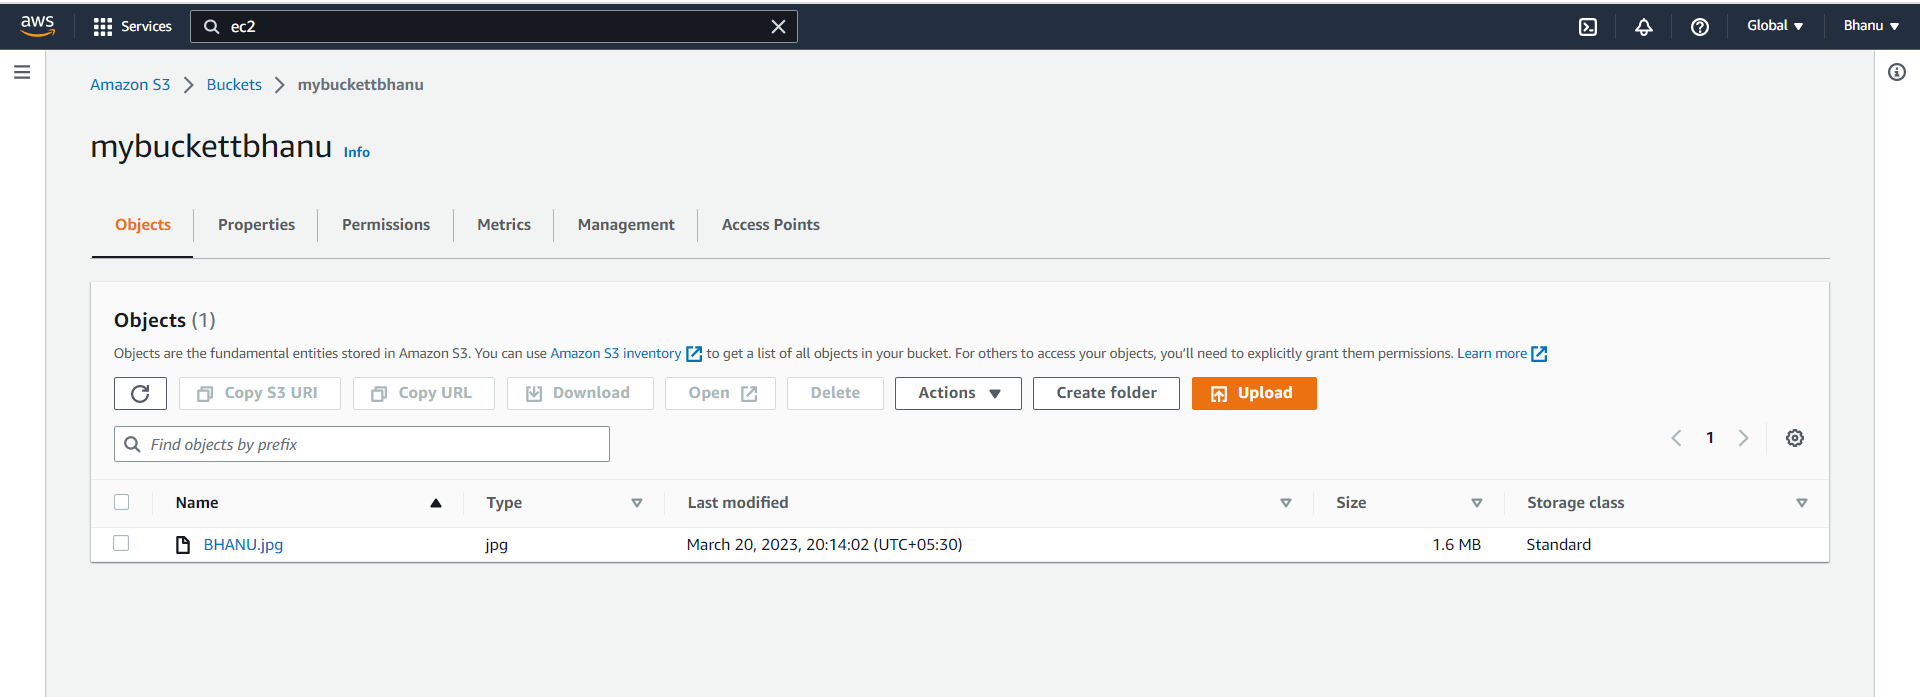 aws Services ec2 Global Bhanu
Amazon S3 Buckets mybuckettbhanu
mybuckettbhanu Info
Objects Properties Permissions Metrics Management Access Points
Objects (1)
Objects are the fundamental entities stored in Amazon S3. You can use Amazon S3 inventory to get a list of all objects in your bucket. For others to access your objects, you'll need to explicitly grant them permissions. Learn more
Copy S3 URI Copy URL Download Open Delete Actions Create folder Upload
Find objects by prefix 1
Name Type Last modified Size Storage class
BHANU.jpg jpg March 20, 2023, 20:14:02 (UTC+05:30) 1.6 MB Standard